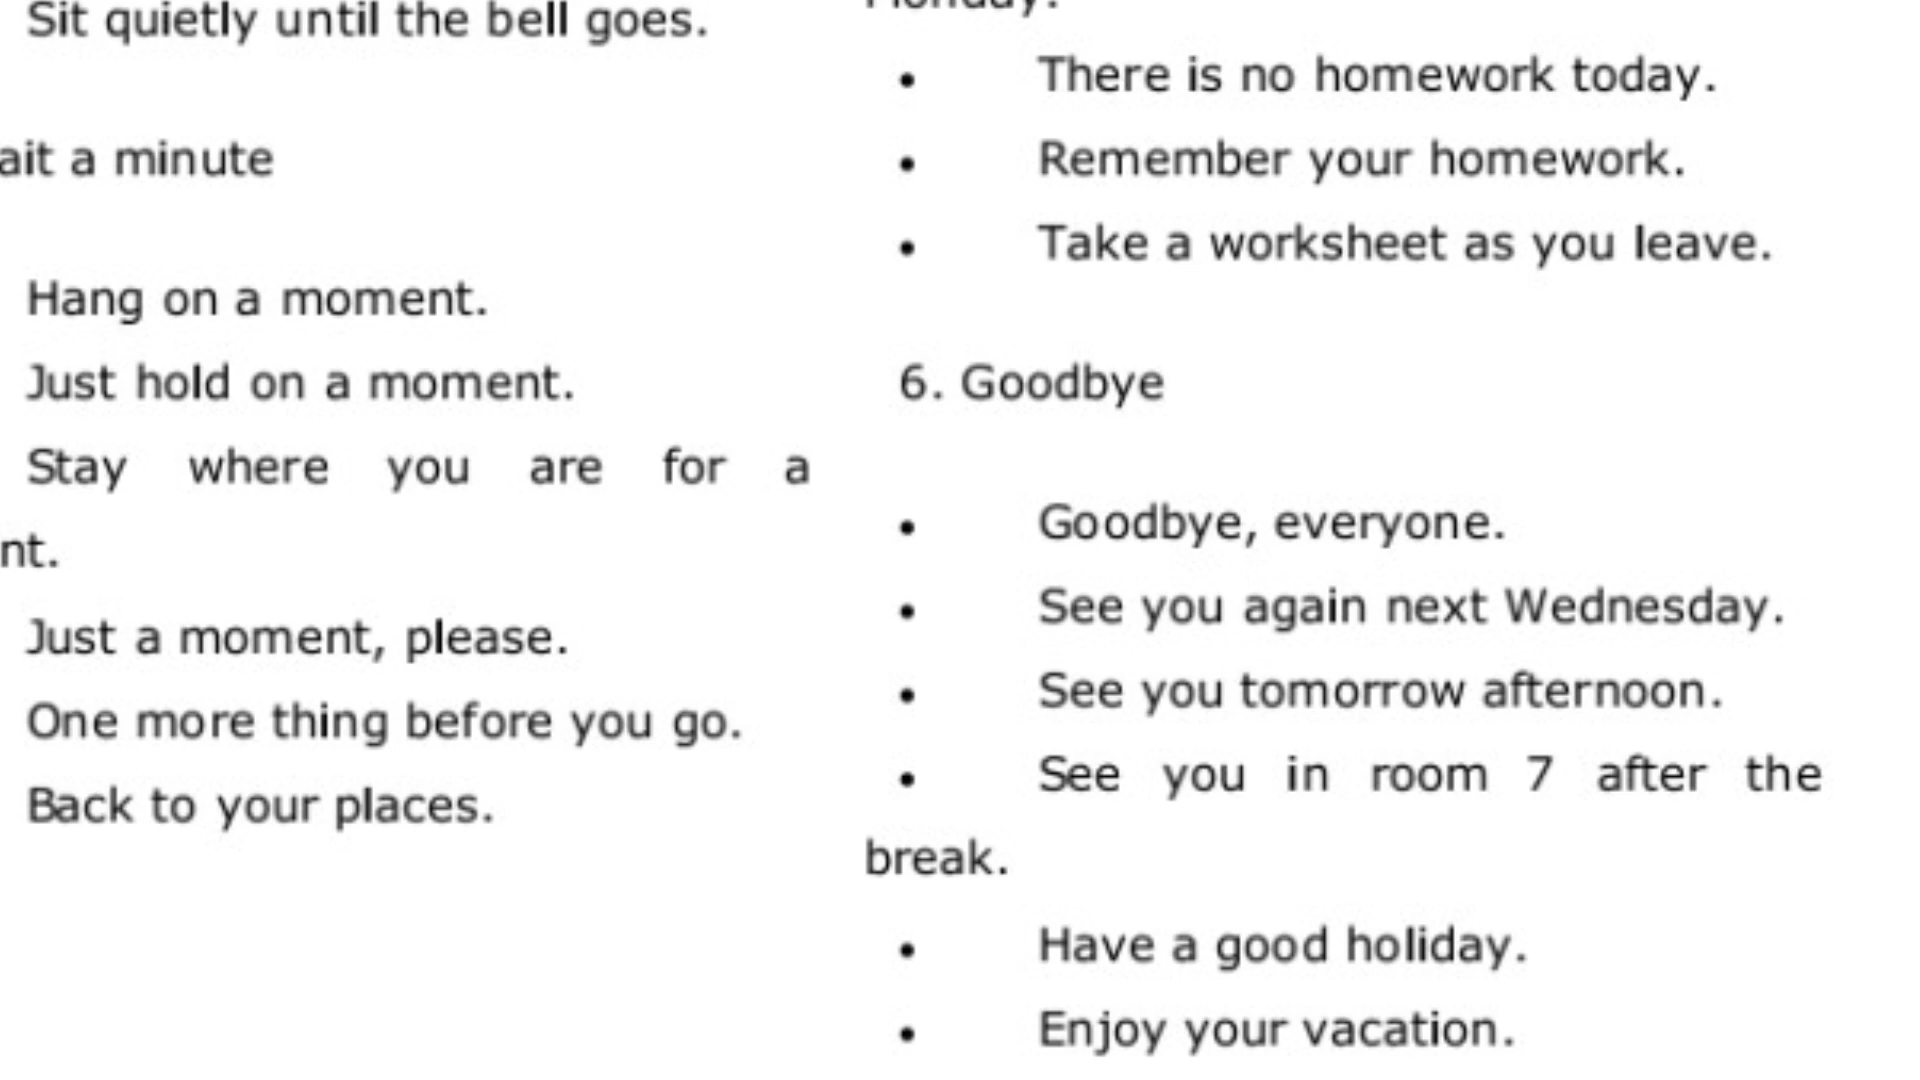 Sit quietly until the bell goes.
a minute
Hang on a moment.
Just hold on a moment.
Stay where you are for a
Just a moment, please.
One more thing before you go.
Back to your places.
• There is no homework today.
• Remember your homework.
• Take a worksheet as you leave.
6. Goodbye
• Goodbye, everyone.
• See you again next Wednesday.
• See you tomorrow afternoon.
• See you in room 7 after the
break.
• Have a good holiday.
• Enjoy your vacation.